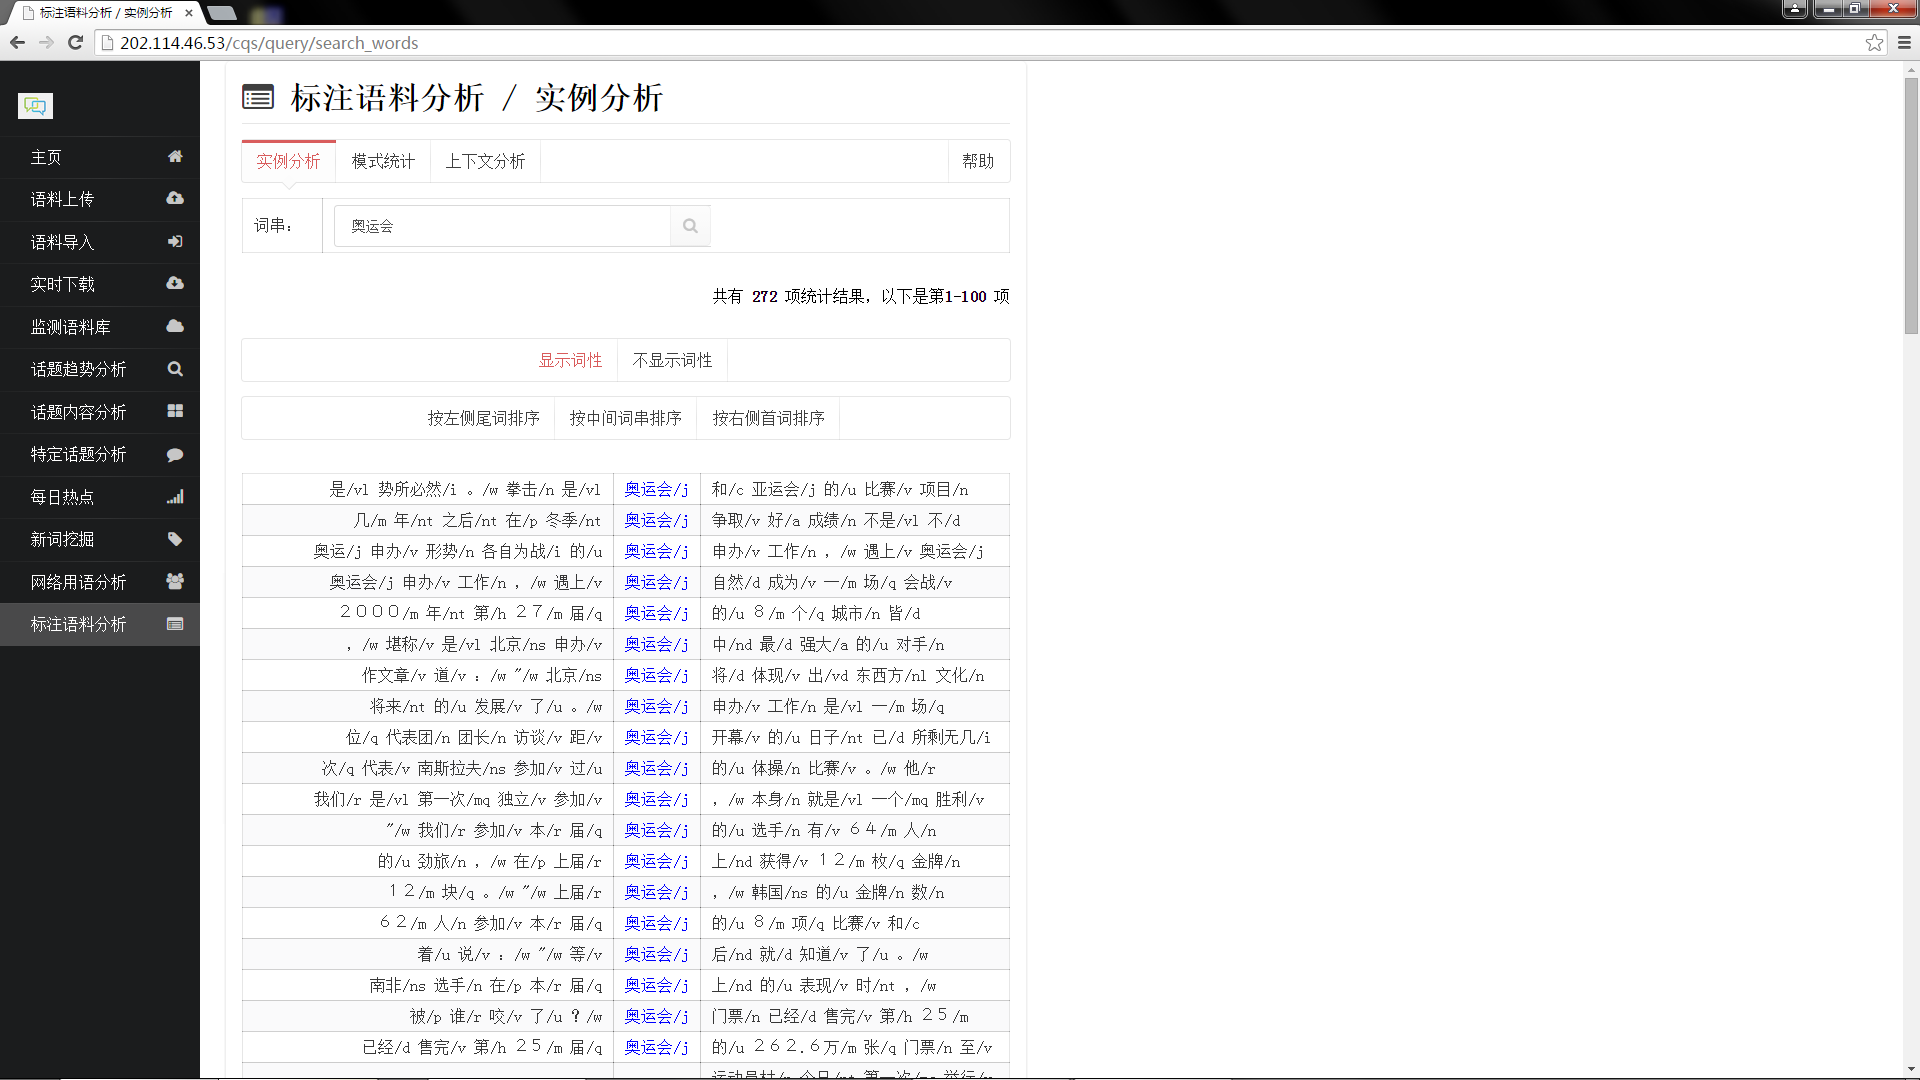 标注语料分析 / 实例分析
202.114.46.53/cqs/query/search_words
主页
语料上传
语料导入
实时下载
监测语料库
话题趋势分析
话题内容分析
特定话题分析
每日热点
新词挖掘
网络用语分析
标注语料分析
标注语料分析 / 实例分析
实例分析 模式统计 上下文分析 帮助
词串： 奥运会
共有 272 项统计结果，以下是第1-100 项
显示词性 不显示词性
按左侧尾词排序 按中间词串排序 按右侧首词排序
是/vl 势所必然/i 。/w 拳击/n 是/vl 奥运会/j 和/c 亚运会/j 的/u 比赛/v 项目/n
几/m 年/nt 之后/nt 在/p 冬季/nt 奥运会/j 争取/v 好/a 成绩/n 不是/vl 不/d
奥运/j 申办/v 形势/n 各自为战/i 的/u 奥运会/j 申办/v 工作/n ，/w 遇上/v 奥运会/j
奥运会/j 申办/v 工作/n ，/w 遇上/v 奥运会/j 自然/d 成为/v 一/m 场/q 会战/v
２０００/m 年/nt 第/h ２７/m 届/q 奥运会/j 的/u ８/m 个/q 城市/n 皆/d
，/w 堪称/v 是/vl 北京/ns 申办/v 奥运会/j 中/nd 最/d 强大/a 的/u 对手/n
作文章/v 道/v ：/w "/w 北京/ns 奥运会/j 将/d 体现/v 出/vd 东西方/nl 文化/n
将来/nt 的/u 发展/v 了/u 。/w 奥运会/j 申办/v 工作/n 是/vl 一/m 场/q
位/q 代表团/n 团长/n 访谈/v 距/v 奥运会/j 开幕/v 的/u 日子/nt 已/d 所剩无几/i
次/q 代表/v 南斯拉夫/ns 参加/v 过/u 奥运会/j 的/u 体操/n 比赛/v 。/w 他/r
我们/r 是/vl 第一次/mq 独立/v 参加/v 奥运会/j ，/w 本身/n 就是/vl 一个/mq 胜利/v
"/w 我们/r 参加/v 本/r 届/q 奥运会/j 的/u 选手/n 有/v ６４/m 人/n
的/u 劲旅/n ，/w 在/p 上届/r 奥运会/j 上/nd 获得/v １２/m 枚/q 金牌/n
１２/m 块/q 。/w "/w 上届/r 奥运会/j ，/w 韩国/ns 的/u 金牌/n 数/n
６２/m 人/n 参加/v 本/r 届/q 奥运会/j 的/u ８/m 项/q 比赛/v 和/c
着/u 说/v ：/w "/w 等/v 奥运会/j 后/nd 就/d 知道/v 了/u 。/w
南非/ns 选手/n 在/p 本/r 届/q 奥运会/j 上/nd 的/u 表现/v 时/nt ，/w
被/p 谁/r 咬/v 了/u ？/w 奥运会/j 门票/n 已经/d 售完/v 第/h ２５/m
已经/d 售完/v 第/h ２５/m 届/q 奥运会/j 的/u ２６２.６万/m 张/q 门票/n 至/v